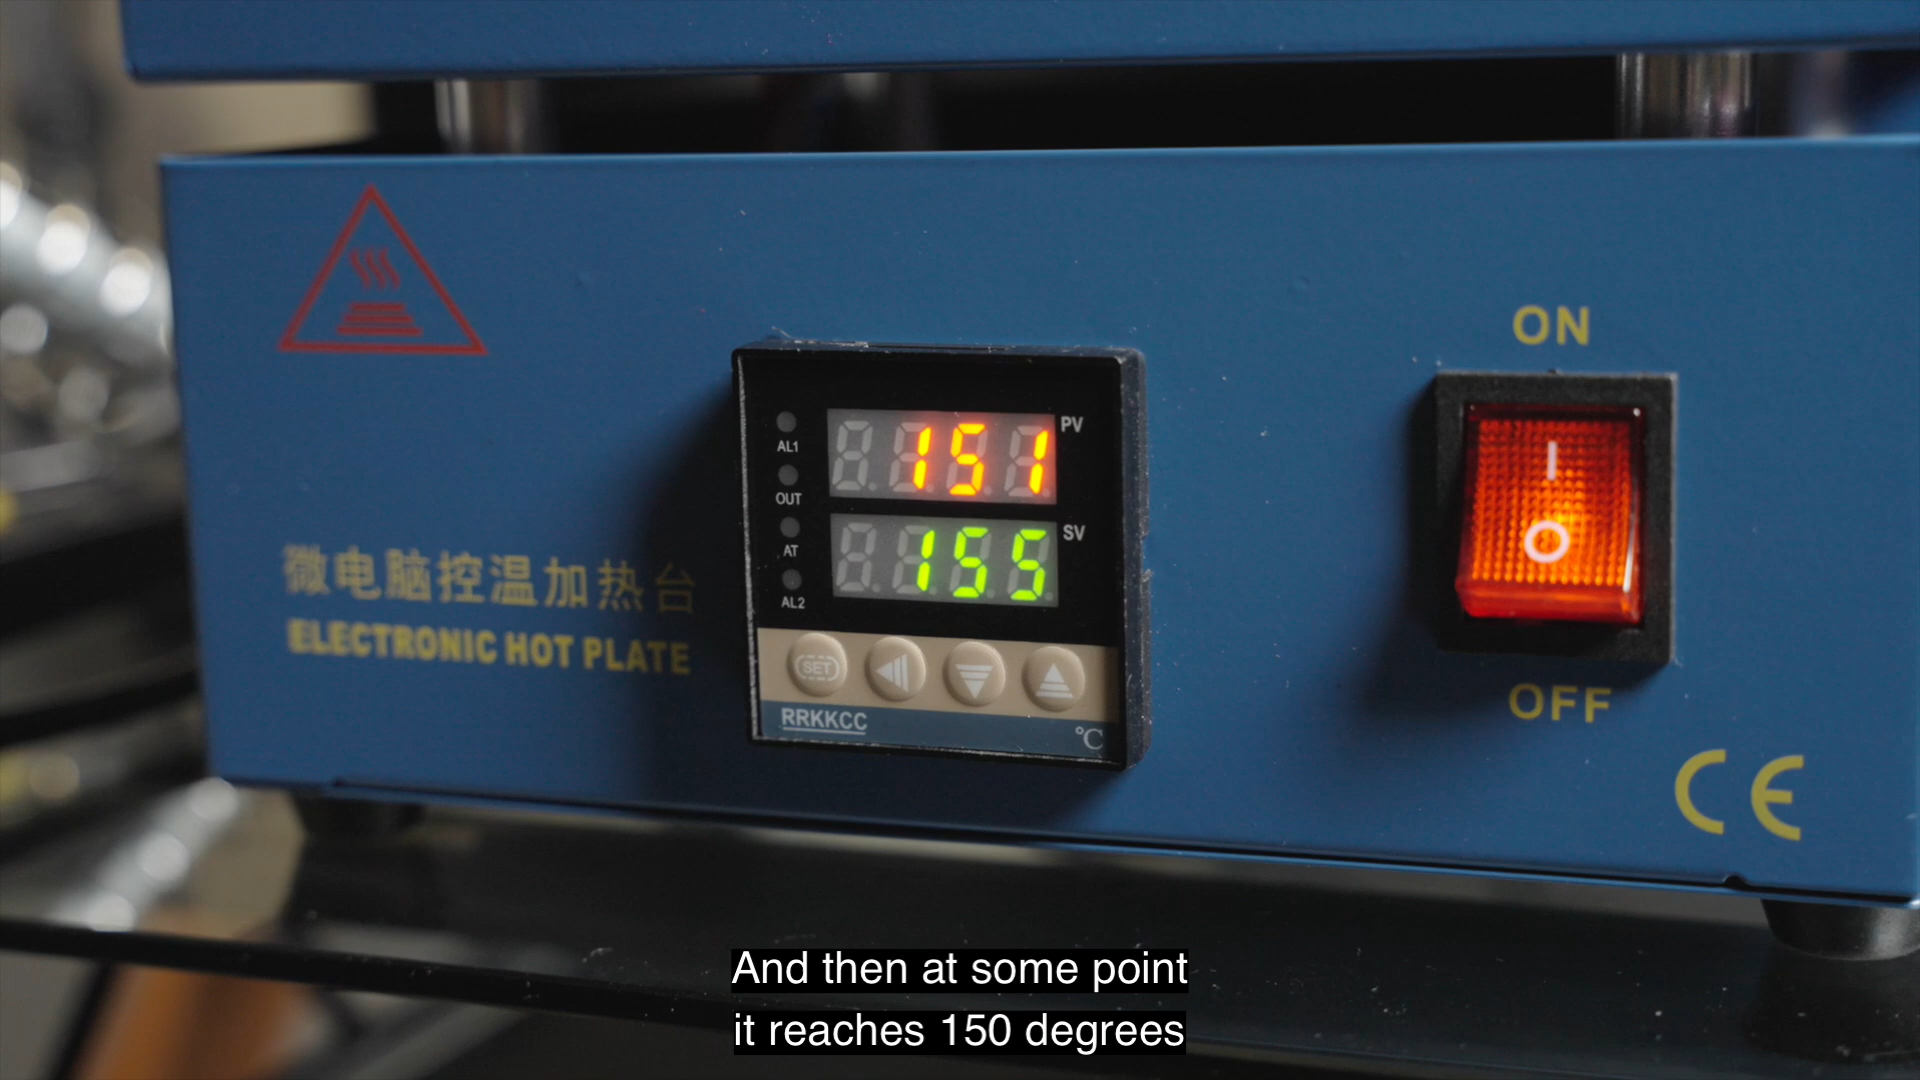 ON
151
PV
AL1
OUT
155
SV
AT
AL2
微电脑控温加热台
ELECTRONIC HOT PLATE
SET
RRKKCC
°C
OFF
CE
And then at some point
it reaches 150 degrees